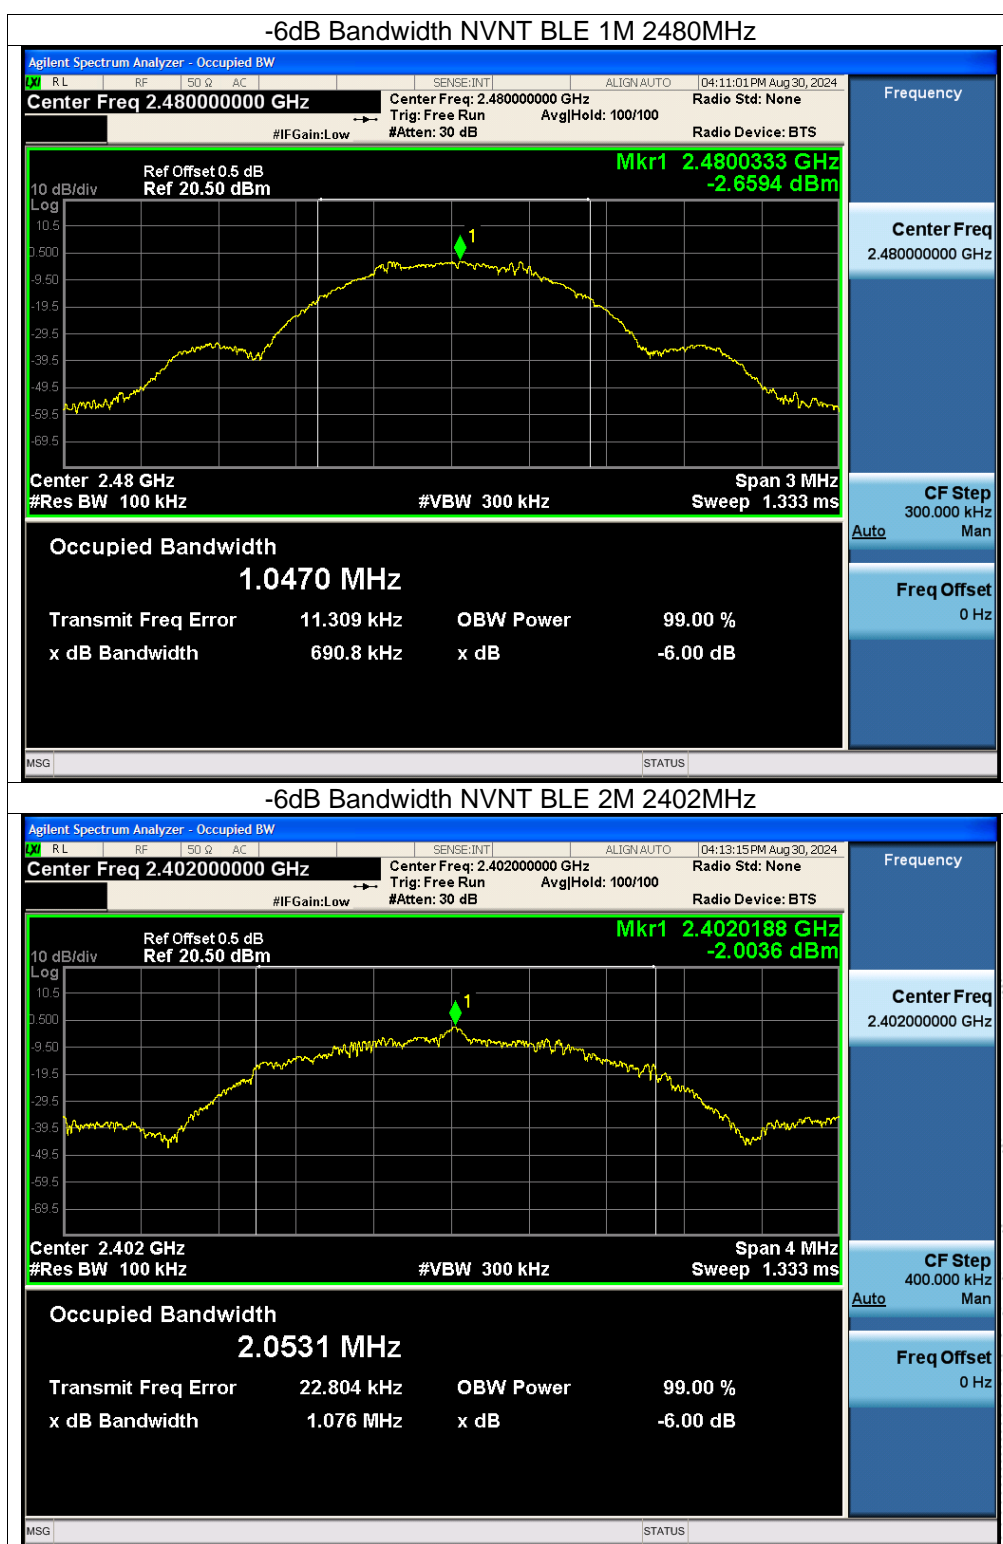 -6dB Bandwidth NVNT BLE 1M 2480MHz
Agilent Spectrum Analyzer - Occupied BW
LXI RL RF 50 Ω AC SENSE:INT ALIGN AUTO 04:11:01 PM Aug 30, 2024
Center Freq 2.480000000 GHz
Center Freq: 2.480000000 GHz
Radio Std: None
Trig: Free Run Avg|Hold: 100/100
#IFGain:Low #Atten: 30 dB Radio Device: BTS
Frequency
Mkr1 2.4800333 GHz
-2.6594 dBm
Ref Offset 0.5 dB
10 dB/div Ref 20.50 dBm
Log
10.5
0.500
-9.50
-19.5
-29.5
-39.5
-49.5
-59.5
-69.5
1
Center 2.48 GHz Span 3 MHz
#Res BW 100 kHz #VBW 300 kHz Sweep 1.333 ms
Center Freq
2.480000000 GHz
CF Step
300.000 kHz
Auto Man
Freq Offset
0 Hz
Occupied Bandwidth
1.0470 MHz
Transmit Freq Error 11.309 kHz OBW Power 99.00 %
x dB Bandwidth 690.8 kHz x dB -6.00 dB
MSG STATUS
-6dB Bandwidth NVNT BLE 2M 2402MHz
Agilent Spectrum Analyzer - Occupied BW
LXI RL RF 50 Ω AC SENSE:INT ALIGN AUTO 04:13:15 PM Aug 30, 2024
Center Freq 2.402000000 GHz
Center Freq: 2.402000000 GHz
Radio Std: None
Trig: Free Run Avg|Hold: 100/100
#IFGain:Low #Atten: 30 dB Radio Device: BTS
Frequency
Mkr1 2.4020188 GHz
-2.0036 dBm
Ref Offset 0.5 dB
10 dB/div Ref 20.50 dBm
Log
10.5
0.500
-9.50
-19.5
-29.5
-39.5
-49.5
-59.5
-69.5
1
Center 2.402 GHz Span 4 MHz
#Res BW 100 kHz #VBW 300 kHz Sweep 1.333 ms
Center Freq
2.402000000 GHz
CF Step
400.000 kHz
Auto Man
Freq Offset
0 Hz
Occupied Bandwidth
2.0531 MHz
Transmit Freq Error 22.804 kHz OBW Power 99.00 %
x dB Bandwidth 1.076 MHz x dB -6.00 dB
MSG STATUS